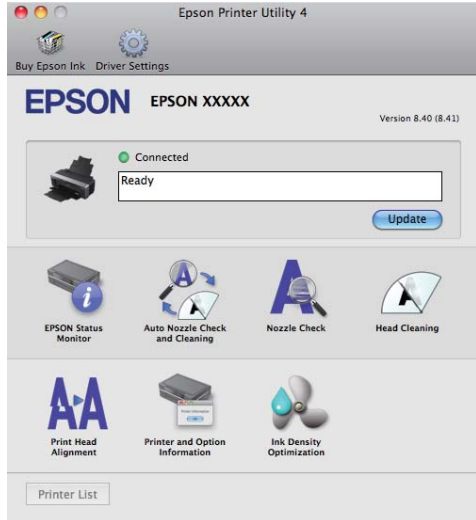 Epson Printer Utility 4
Buy Epson Ink Driver Settings
EPSON EPSON XXXXX
Version 8.40 (8.41)
Connected
Ready
Update
EPSON Status
Monitor
Auto Nozzle Check
and Cleaning
Nozzle Check
Head Cleaning
Print Head
Alignment
Printer and Option
Information
Ink Density
Optimization
Printer List